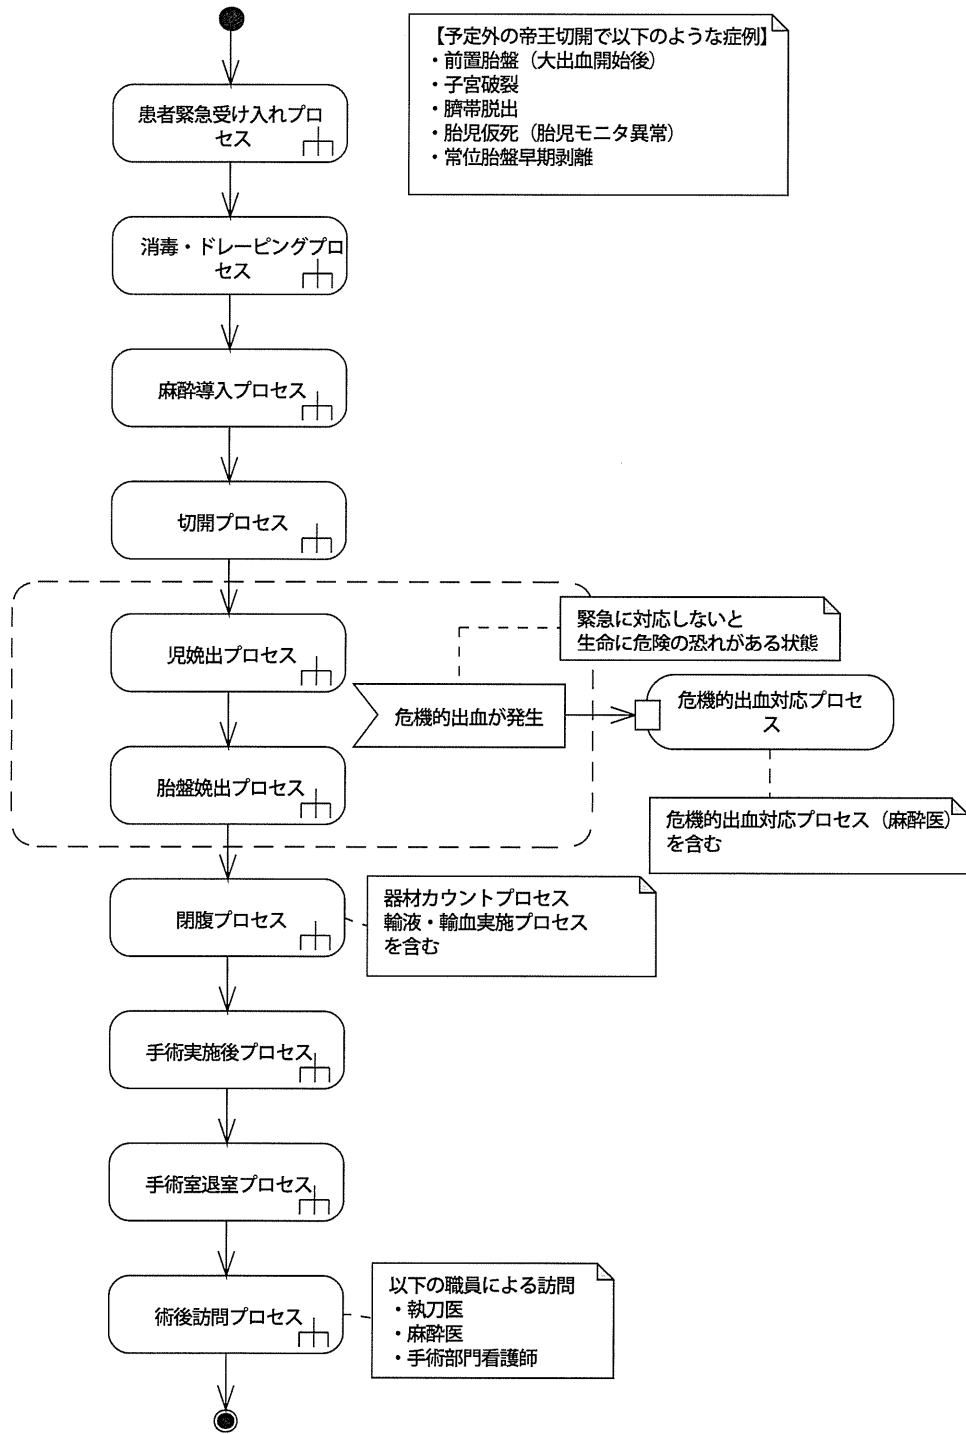 【予定外の帝王切開で以下のような症例】
・前置胎盤（大出血開始後）
・子宮破裂
・臍帯脱出
・胎児仮死（胎児モニタ異常）
・常位胎盤早期剥離
患者緊急受け入れプロ
セス
消毒・ドレーピングプロ
セス
麻酔導入プロセス
切開プロセス
緊急に対応しないと
生命に危険の恐れがある状態
児娩出プロセス
危機的出血が発生
危機的出血対応プロセ
ス
胎盤娩出プロセス
危機的出血対応プロセス（麻酔医）
を含む
閉腹プロセス
器材カウントプロセス
輸液・輸血実施プロセス
を含む
手術実施後プロセス
手術室退室プロセス
術後訪問プロセス
以下の職員による訪問
・執刀医
・麻酔医
・手術部門看護師